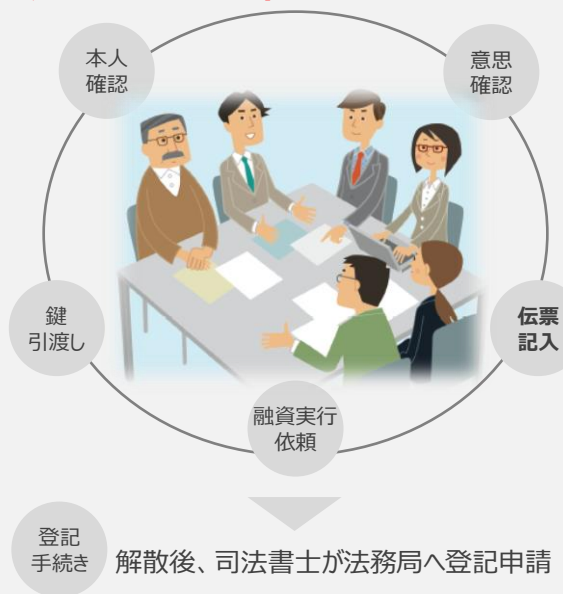 本人
確認
意思
確認
鍵
引渡し
伝票
記入
融資実行
依頼
登記
手続き
解散後、司法書士が法務局へ登記申請